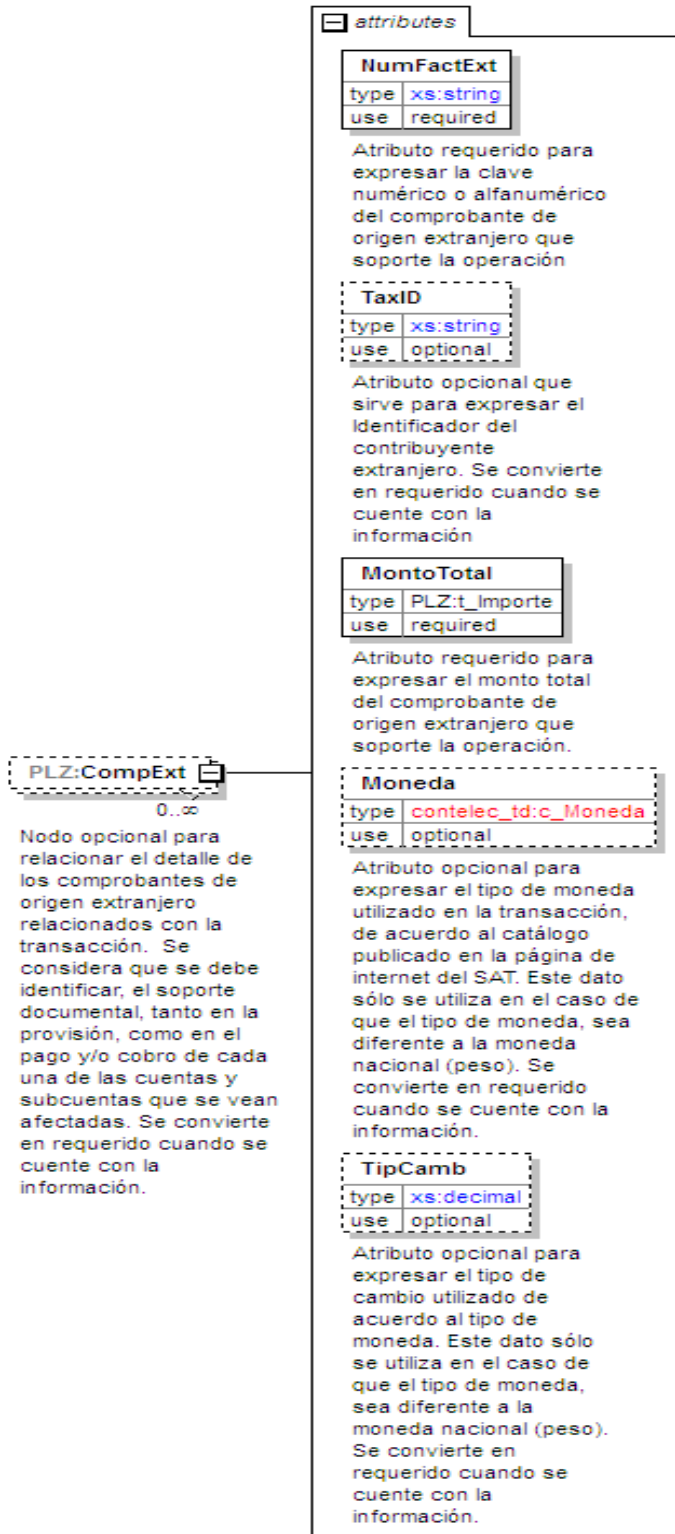 attributes
NumFactExt
type xs:string
use required
Atributo requerido para
expresar la clave
numérico o alfanumérico
del comprobante de
origen extranjero que
soporte la operación
TaxID
type xs:string
use optional
Atributo opcional que
sirve para expresar el
Identificador del
contribuyente
extranjero. Se convierte
en requerido cuando se
cuente con la
información
MontoTotal
type PLZ:t_Importe
use required
Atributo requerido para
expresar el monto total
del comprobante de
origen extranjero que
soporte la operación.
PLZ:CompExt
0..∞
Nodo opcional para
relacionar el detalle de
los comprobantes de
origen extranjero
relacionados con la
transacción. Se
considera que se debe
identificar, el soporte
documental, tanto en la
provisión, como en el
pago y/o cobro de cada
una de las cuentas y
subcuentas que se vean
afectadas. Se convierte
en requerido cuando se
cuente con la
información.
Moneda
type contelec_td:c_Moneda
use optional
Atributo opcional para
expresar el tipo de moneda
utilizado en la transacción,
de acuerdo al catálogo
publicado en la página de
internet del SAT. Este dato
sólo se utiliza en el caso de
que el tipo de moneda, sea
diferente a la moneda
nacional (peso). Se
convierte en requerido
cuando se cuente con la
información.
TipCamb
type xs:decimal
use optional
Atributo opcional para
expresar el tipo de
cambio utilizado de
acuerdo al tipo de
moneda. Este dato sólo
se utiliza en el caso de
que el tipo de moneda,
sea diferente a la
moneda nacional (peso).
Se convierte en
requerido cuando se
cuente con la
información.